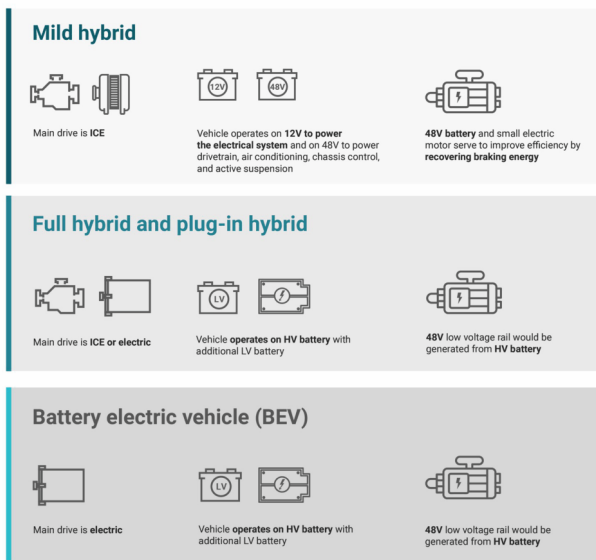 Mild hybrid
12V
48V
Main drive is ICE
Vehicle operates on 12V to power
the electrical system and on 48V to power
drivetrain, air conditioning, chassis control,
and active suspension
48V battery and small electric
motor serve to improve efficiency by
recovering braking energy
Full hybrid and plug-in hybrid
LV
Main drive is ICE or electric
Vehicle operates on HV battery with
additional LV battery
48V low voltage rail would be
generated from HV battery
Battery electric vehicle (BEV)
LV
Main drive is electric
Vehicle operates on HV battery with
additional LV battery
48V low voltage rail would be
generated from HV battery